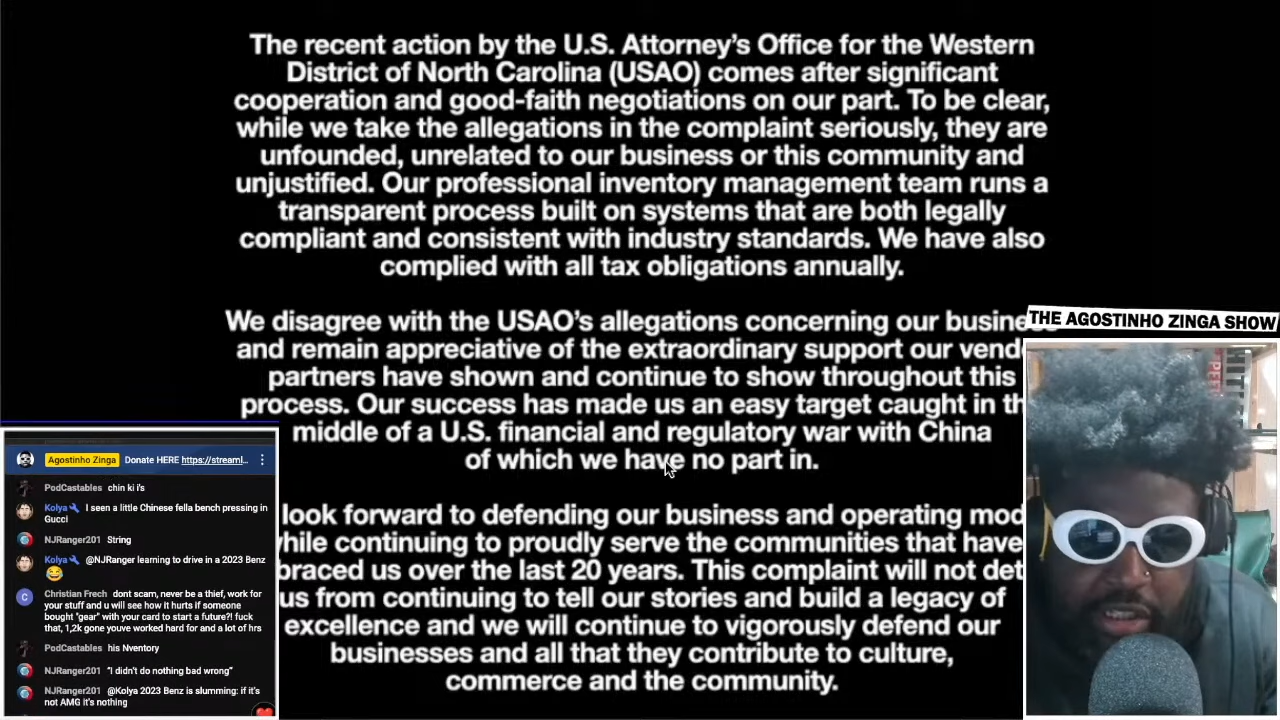 The recent action by the U.S. Attorney's Office for the Western
District of North Carolina (USAO) comes after significant
cooperation and good-faith negotiations on our part. To be clear,
while we take the allegations in the complaint seriously, they are
unfounded, unrelated to our business or this community and
unjustified. Our professional inventory management team runs a
transparent process built on systems that are both legally
compliant and consistent with industry standards. We have also
complied with all tax obligations annually.
We disagree with the USAO's allegations concerning our busine
and remain appreciative of the extraordinary support our vend
partners have shown and continue to show throughout this
process. Our success has made us an easy target caught in th
middle of a U.S. financial and regulatory war with China
of which we have no part in.
look forward to defending our business and operating mod
while continuing to proudly serve the communities that have
braced us over the last 20 years. This complaint will not det
us from continuing to tell our stories and build a legacy of
excellence and we will continue to vigorously defend our
businesses and all that they contribute to culture,
commerce and the community.
THE AGOSTINHO ZINGA SHOW
Agostinho Zinga Donate HERE https://streaml...
PodCastables chin ki i's
Kolya I seen a little Chinese fella bench pressing in
Gucci
NJRanger201 String
Kolya @NJRanger learning to drive in a 2023 Benz
😂
Christian Frech dont scam, never be a thief, work for
your stuff and u will see how it hurts if someone
bought "gear" with your card to start a future?! fuck
that, 1,2k gone youve worked hard for and a lot of hrs
PodCastables his Nventory
NJRanger201 "I didn't do nothing bad wrong"
NJRanger201 @Kolya 2023 Benz is slumming: if it's
not AMG it's nothing